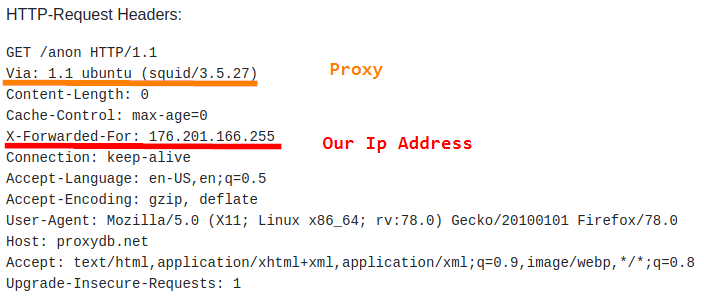 HTTP-Request Headers:
GET /anon HTTP/1.1
Via: 1.1 ubuntu (squid/3.5.27) Proxy
Content-Length: 0
Cache-Control: max-age=0
X-Forwarded-For: 176.201.166.255 Our Ip Address
Connection: keep-alive
Accept-Language: en-US,en;q=0.5
Accept-Encoding: gzip, deflate
User-Agent: Mozilla/5.0 (X11; Linux x86_64; rv:78.0) Gecko/20100101 Firefox/78.0
Host: proxydb.net
Accept: text/html,application/xhtml+xml,application/xml;q=0.9,image/webp,*/*;q=0.8
Upgrade-Insecure-Requests: 1